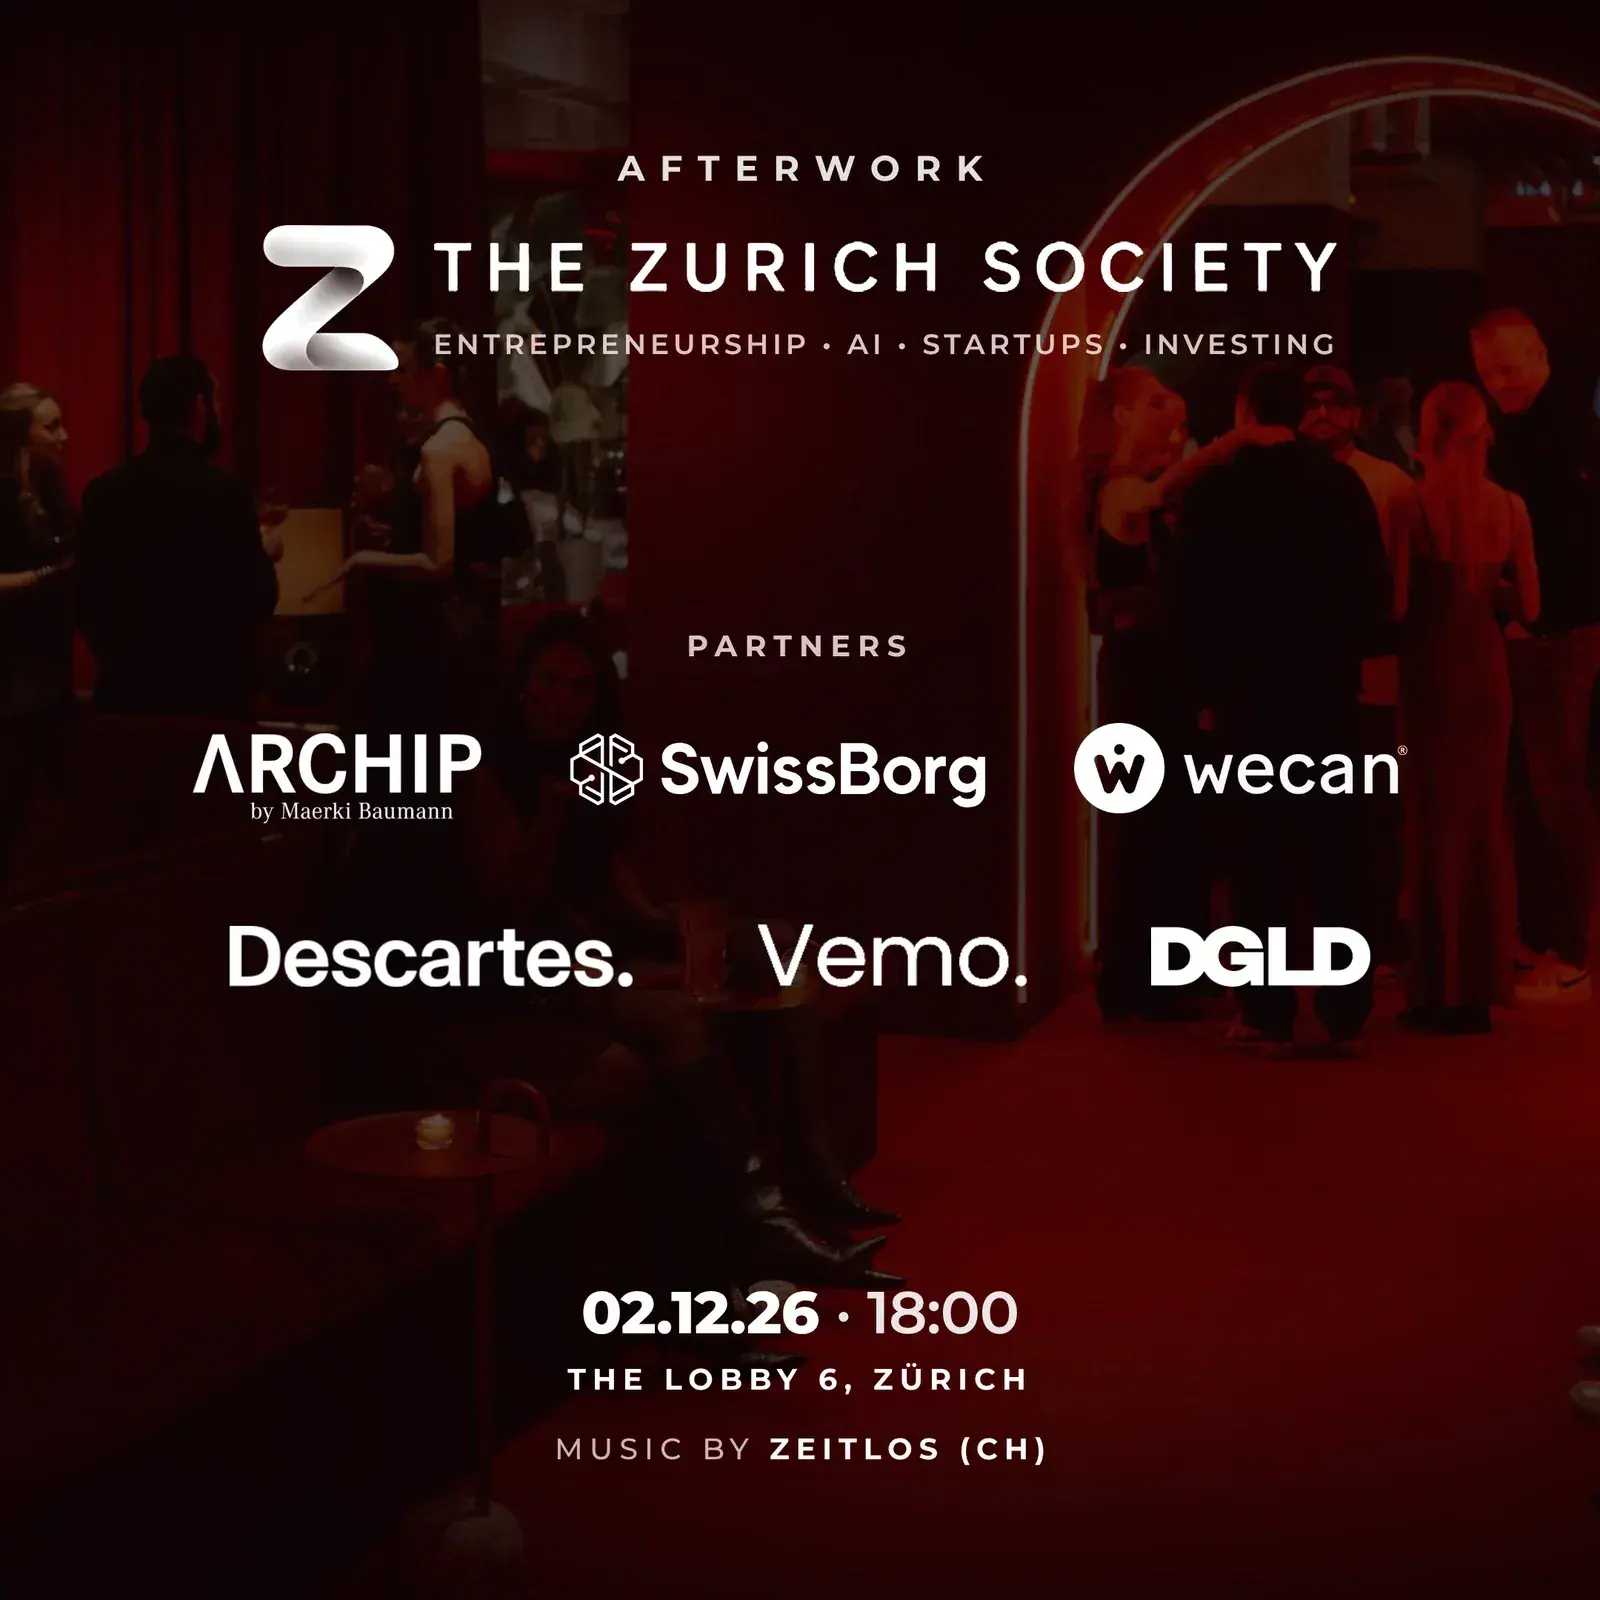 AFTERWORK
THE ZURICH SOCIETY
ENTREPRENEURSHIP · AI · STARTUPS · INVESTING
PARTNERS
ARCHIP
by Maerki Baumann
SwissBorg
wecan®
Descartes.
Vemo.
DGLD
02.12.26 · 18:00
THE LOBBY 6, ZÜRICH
MUSIC BY ZEITLOS (CH)